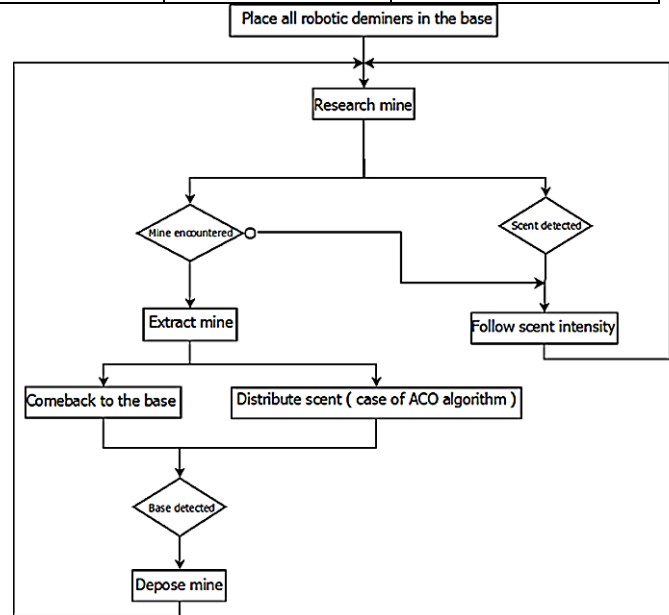 Place all robotic deminers in the base
Research mine
Mine encountered
Scent detected
Extract mine
Follow scent intensity
Comeback to the base
Distribute scent ( case of ACO algorithm )
Base detected
Depose mine